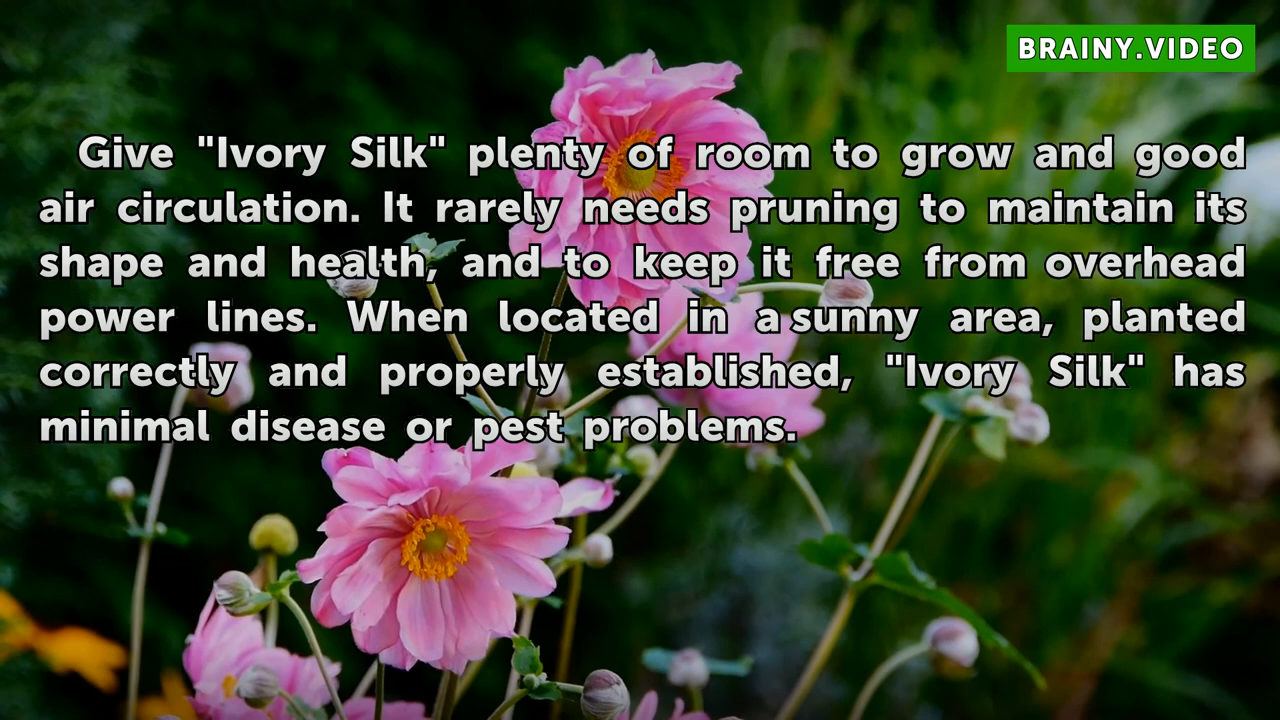 BRAINY.VIDEO
Give "Ivory Silk" plenty of room to grow and good
air circulation. It rarely needs pruning to maintain its
shape and health, and to keep it free from overhead
power lines. When located in a sunny area, planted
correctly and properly established, "Ivory Silk" has
minimal disease or pest problems.